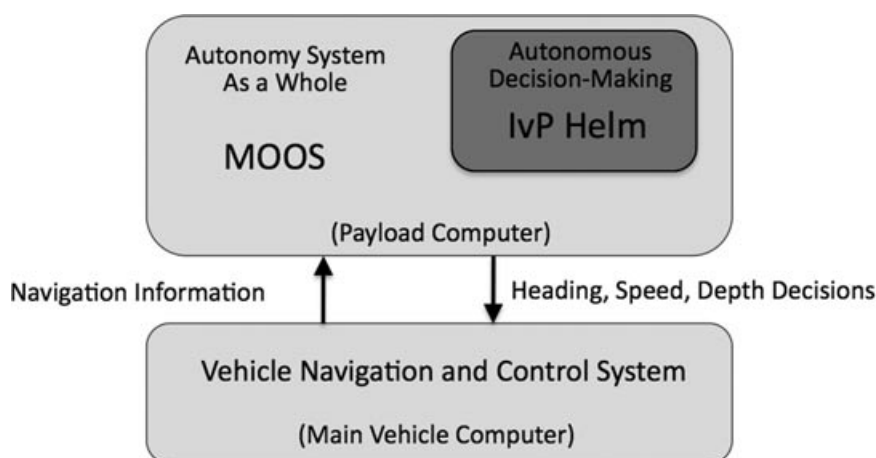 Autonomy System
As a Whole
MOOS
Autonomous
Decision-Making
IvP Helm
(Payload Computer)
Navigation Information
Heading, Speed, Depth Decisions
Vehicle Navigation and Control System
(Main Vehicle Computer)